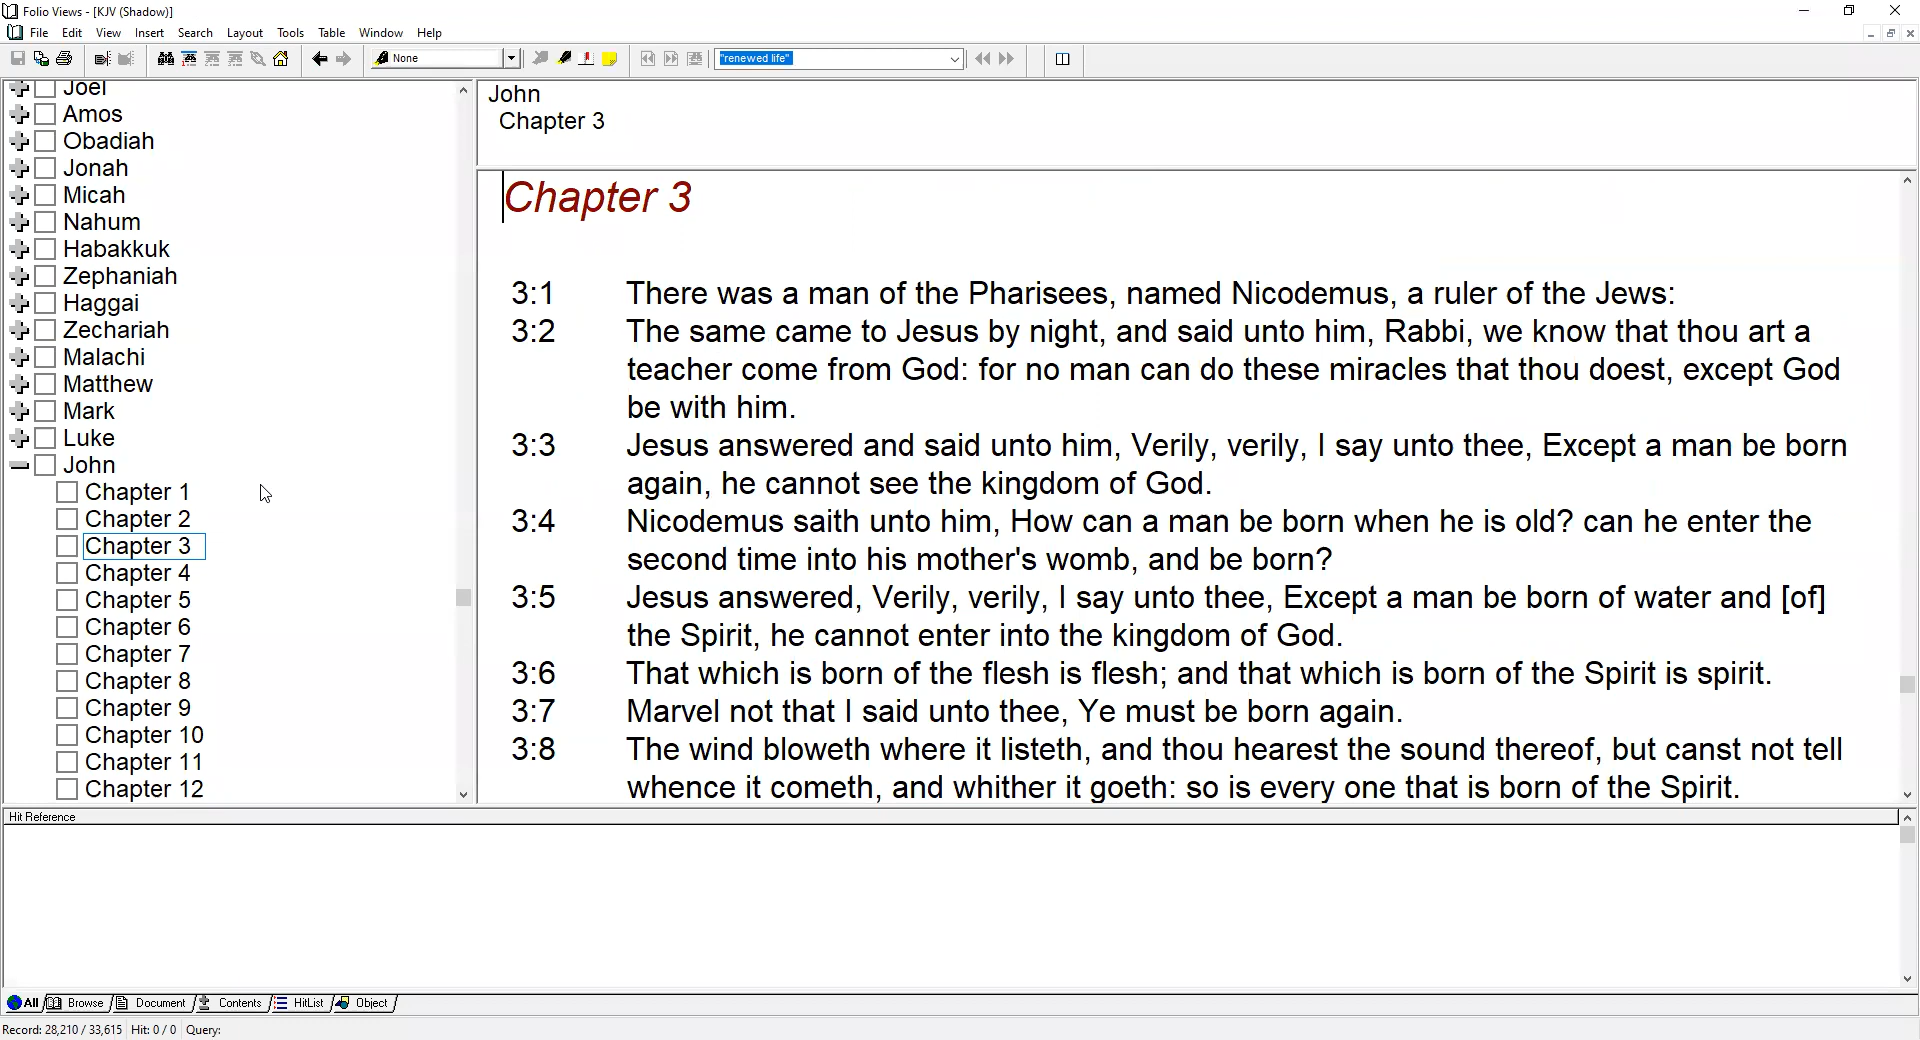 Folio Views - [KJV (Shadow)]
File Edit View Insert Search Layout Tools Table Window Help
None "renewed life"
Joel
Amos
Obadiah
Jonah
Micah
Nahum
Habakkuk
Zephaniah
Haggai
Zechariah
Malachi
Matthew
Mark
Luke
John
Chapter 1
Chapter 2
Chapter 3
Chapter 4
Chapter 5
Chapter 6
Chapter 7
Chapter 8
Chapter 9
Chapter 10
Chapter 11
Chapter 12
John
Chapter 3
Chapter 3
3:1 There was a man of the Pharisees, named Nicodemus, a ruler of the Jews:
3:2 The same came to Jesus by night, and said unto him, Rabbi, we know that thou art a
teacher come from God: for no man can do these miracles that thou doest, except God
be with him.
3:3 Jesus answered and said unto him, Verily, verily, I say unto thee, Except a man be born
again, he cannot see the kingdom of God.
3:4 Nicodemus saith unto him, How can a man be born when he is old? can he enter the
second time into his mother's womb, and be born?
3:5 Jesus answered, Verily, verily, I say unto thee, Except a man be born of water and [of]
the Spirit, he cannot enter into the kingdom of God.
3:6 That which is born of the flesh is flesh; and that which is born of the Spirit is spirit.
3:7 Marvel not that I said unto thee, Ye must be born again.
3:8 The wind bloweth where it listeth, and thou hearest the sound thereof, but canst not tell
whence it cometh, and whither it goeth: so is every one that is born of the Spirit.
Hit Reference
All Browse Document Contents HitList Object
Record: 28,210 / 33,615 Hit: 0 / 0 Query: